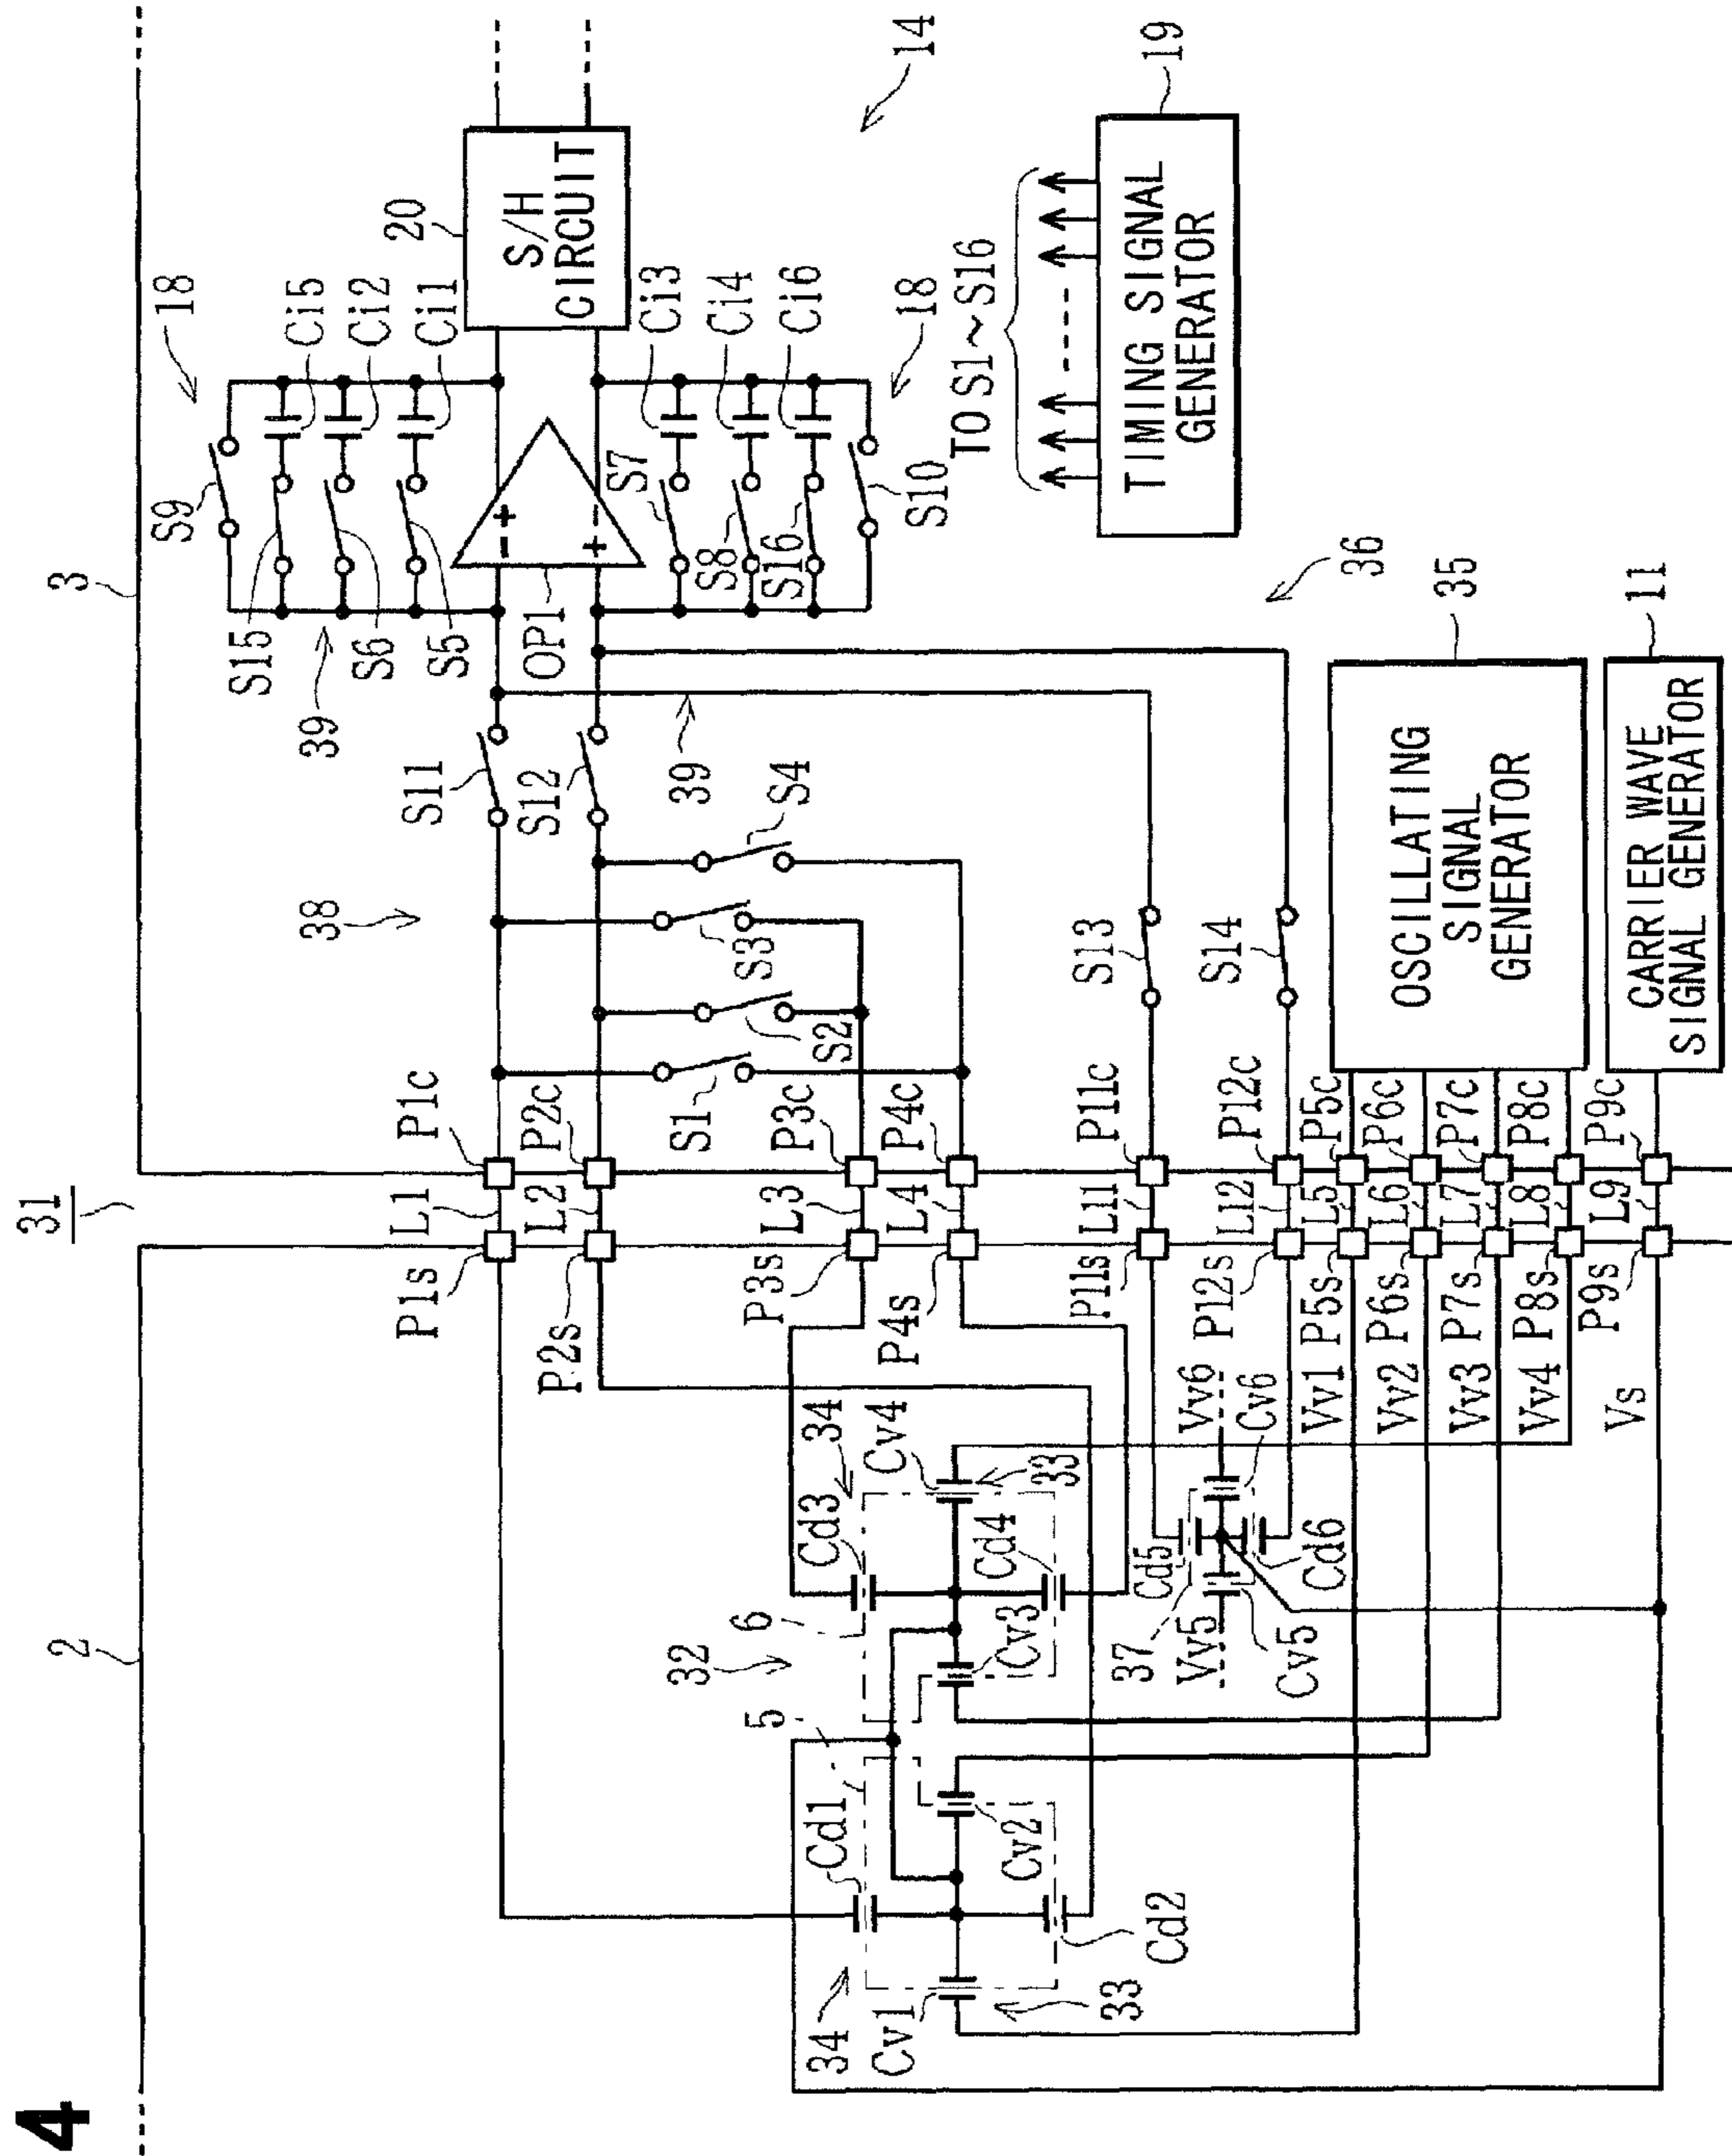 4
31
2
3
P1s
L1
P1c
P2s
L2
P2c
P3s
L3
P3c
P4s
L4
P4c
P11s
L11
P11c
P12s
L12
P12c
P5s
L5
P5c
P6s
L6
P6c
P7s
L7
P7c
P8s
L8
P8c
P9s
L9
P9c
Vv1
Vv2
Vv3
Vv4
Vs
34
Cv1
33
Cd1
Cd2
Cv2
5
32
6
Cd3
34
Cv4
33
Cd4
Cv3
37
Vv5
Cv5
Cd5
Vv6
Cv6
Cd6
38
S1
S2
S3
S4
S11
S12
S13
S14
39
39
S9
S15
S6
S5
OP1
- +
+ -
18
Ci5
Ci2
Ci1
S7
S8
S16
S10
Ci3
Ci4
Ci6
18
20
S/H
CIRCUIT
14
TO S1~S16
19
TIMING SIGNAL
GENERATOR
36
35
OSCILLATING
SIGNAL
GENERATOR
11
CARRIER WAVE
SIGNAL GENERATOR